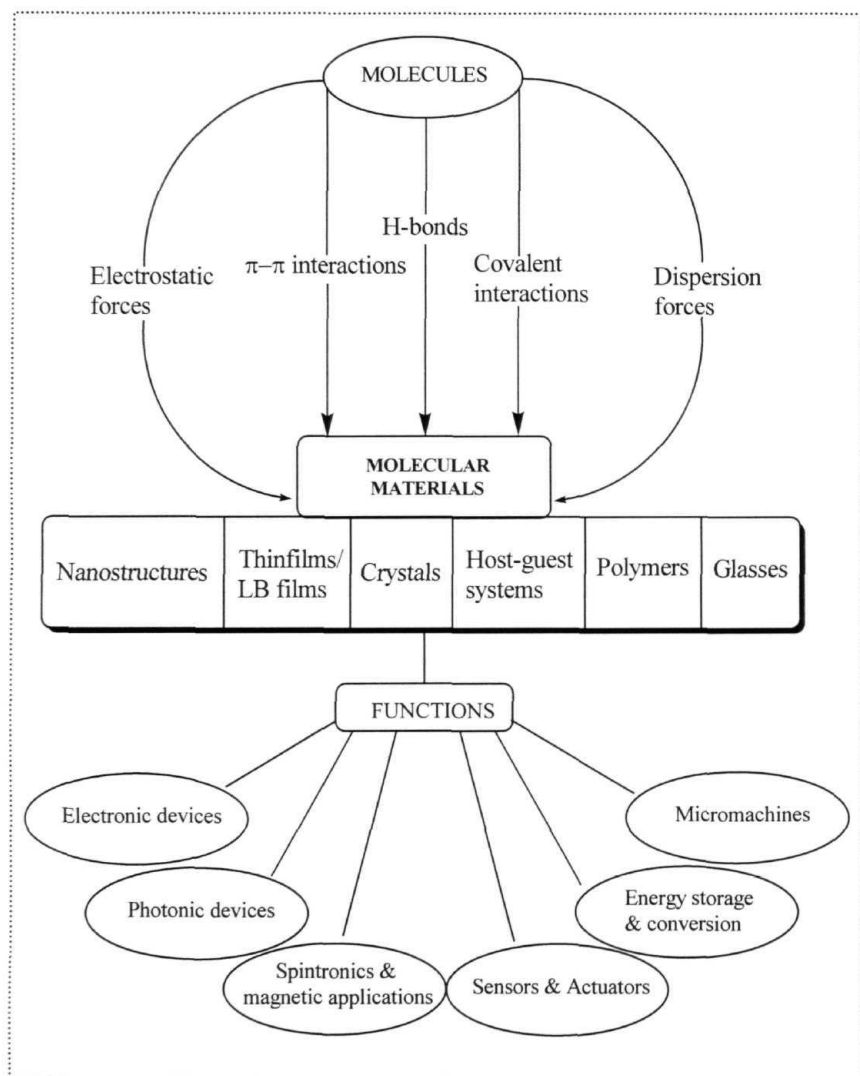 MOLECULES
H-bonds
π–π interactions
Electrostatic
forces
Covalent
interactions
Dispersion
forces
MOLECULAR
MATERIALS
Nanostructures
Thinfilms/
LB films
Crystals
Host-guest
systems
Polymers
Glasses
FUNCTIONS
Electronic devices
Micromachines
Photonic devices
Energy storage
& conversion
Spintronics &
magnetic applications
Sensors & Actuators